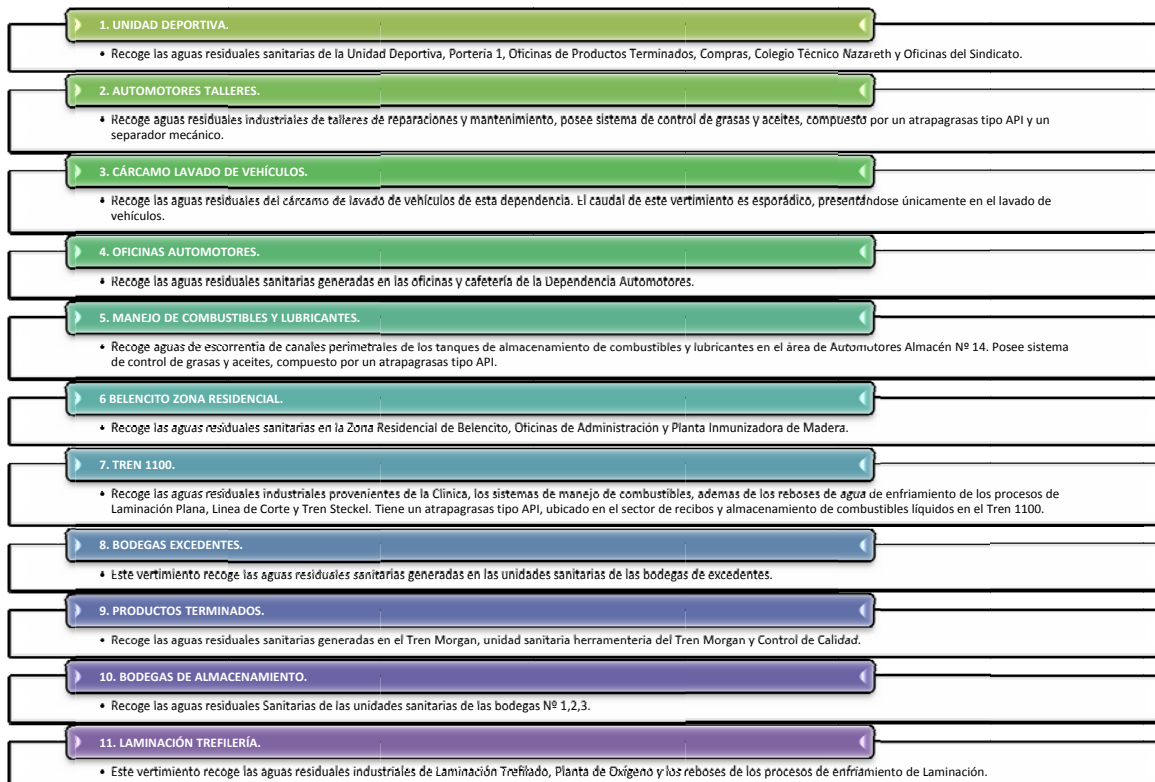 1. UNIDAD DEPORTIVA.
• Recoge las aguas residuales sanitarias de la Unidad Deportiva, Portería 1, Oficinas de Productos Terminados, Compras, Colegio Técnico Nazareth y Oficinas del Sindicato.
2. AUTOMOTORES TALLERES.
• Recoge aguas residuales industriales de talleres de reparaciones y mantenimiento, posee sistema de control de grasas y aceites, compuesto por un atrapagrasas tipo API y un
separador mecánico.
3. CÁRCAMO LAVADO DE VEHÍCULOS.
• Recoge las aguas residuales del cárcamo de lavado de vehículos de esta dependencia. El caudal de este vertimiento es esporádico, presentándose únicamente en el lavado de
vehículos.
4. OFICINAS AUTOMOTORES.
• Recoge las aguas residuales sanitarias generadas en las oficinas y cafetería de la Dependencia Automotores.
5. MANEJO DE COMBUSTIBLES Y LUBRICANTES.
• Recoge aguas de escorrentia de canales perimetrales de los tanques de almacenamiento de combustibles y lubricantes en el área de Automotores Almacén Nº 14. Posee sistema
de control de grasas y aceites, compuesto por un atrapagrasas tipo API.
6 BELENCITO ZONA RESIDENCIAL.
• Recoge las aguas residuales sanitarias en la Zona Residencial de Belencito, Oficinas de Administración y Planta Inmunizadora de Madera.
7. TREN 1100.
• Recoge las aguas residuales industriales provenientes de la Clinica, los sistemas de manejo de combustibles, ademas de los reboses de agua de enfriamiento de los procesos de
Laminación Plana, Linea de Corte y Tren Steckel. Tiene un atrapagrasas tipo API, ubicado en el sector de recibos y almacenamiento de combustibles líquidos en el Tren 1100.
8. BODEGAS EXCEDENTES.
• Este vertimiento recoge las aguas residuales sanitarias generadas en las unidades sanitarias de las bodegas de excedentes.
9. PRODUCTOS TERMINADOS.
• Recoge las aguas residuales sanitarias generadas en el Tren Morgan, unidad sanitaria herramenteria del Tren Morgan y Control de Calidad.
10. BODEGAS DE ALMACENAMIENTO.
• Recoge las aguas residuales Sanitarias de las unidades sanitarias de las bodegas Nº 1,2,3.
11. LAMINACIÓN TREFILERÍA.
• Este vertimiento recoge las aguas residuales industriales de Laminación Trefilado, Planta de Oxígeno y los reboses de los procesos de enfriamiento de Laminación.